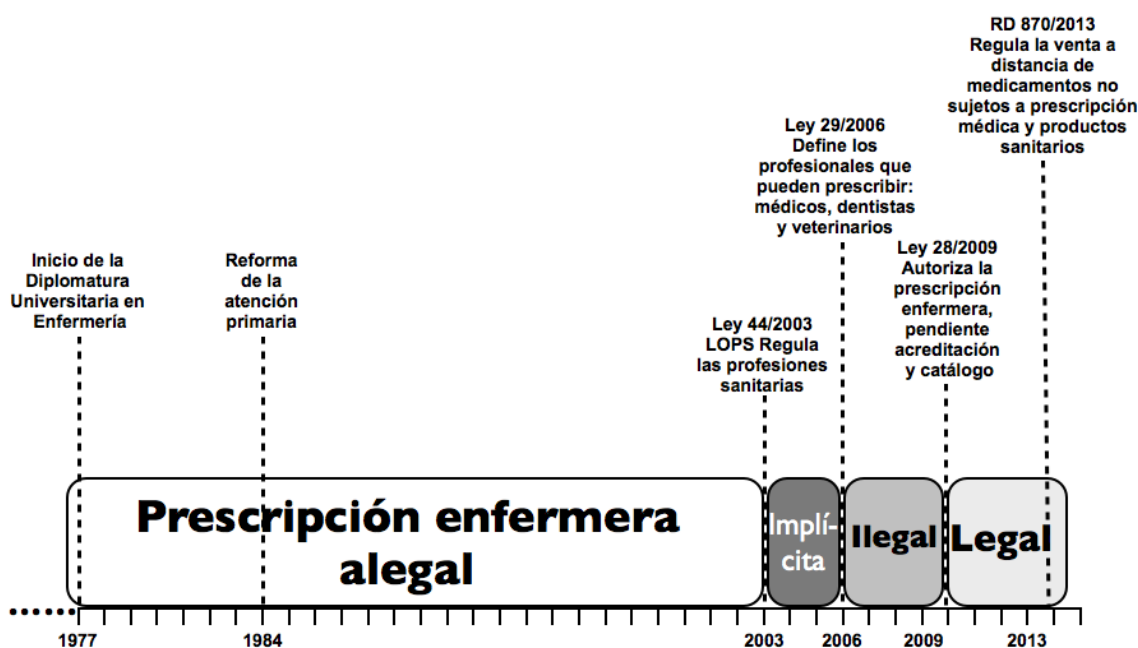 RD 870/2013
Regula la venta a
distancia de
medicamentos no
sujetos a prescripción
médica y productos
sanitarios
Ley 29/2006
Define los
profesionales que
pueden prescribir:
médicos, dentistas
y veterinarios
Inicio de la
Diplomatura
Universitaria en
Enfermería
Reforma
de la
atención
primaria
Ley 28/2009
Autoriza la
prescripción
enfermera,
pendiente
acreditación
y catálogo
Ley 44/2003
LOPS Regula
las profesiones
sanitarias
Prescripción enfermera
alegal
Implí-
cita
Ilegal
Legal
1977
1984
2003
2006
2009
2013